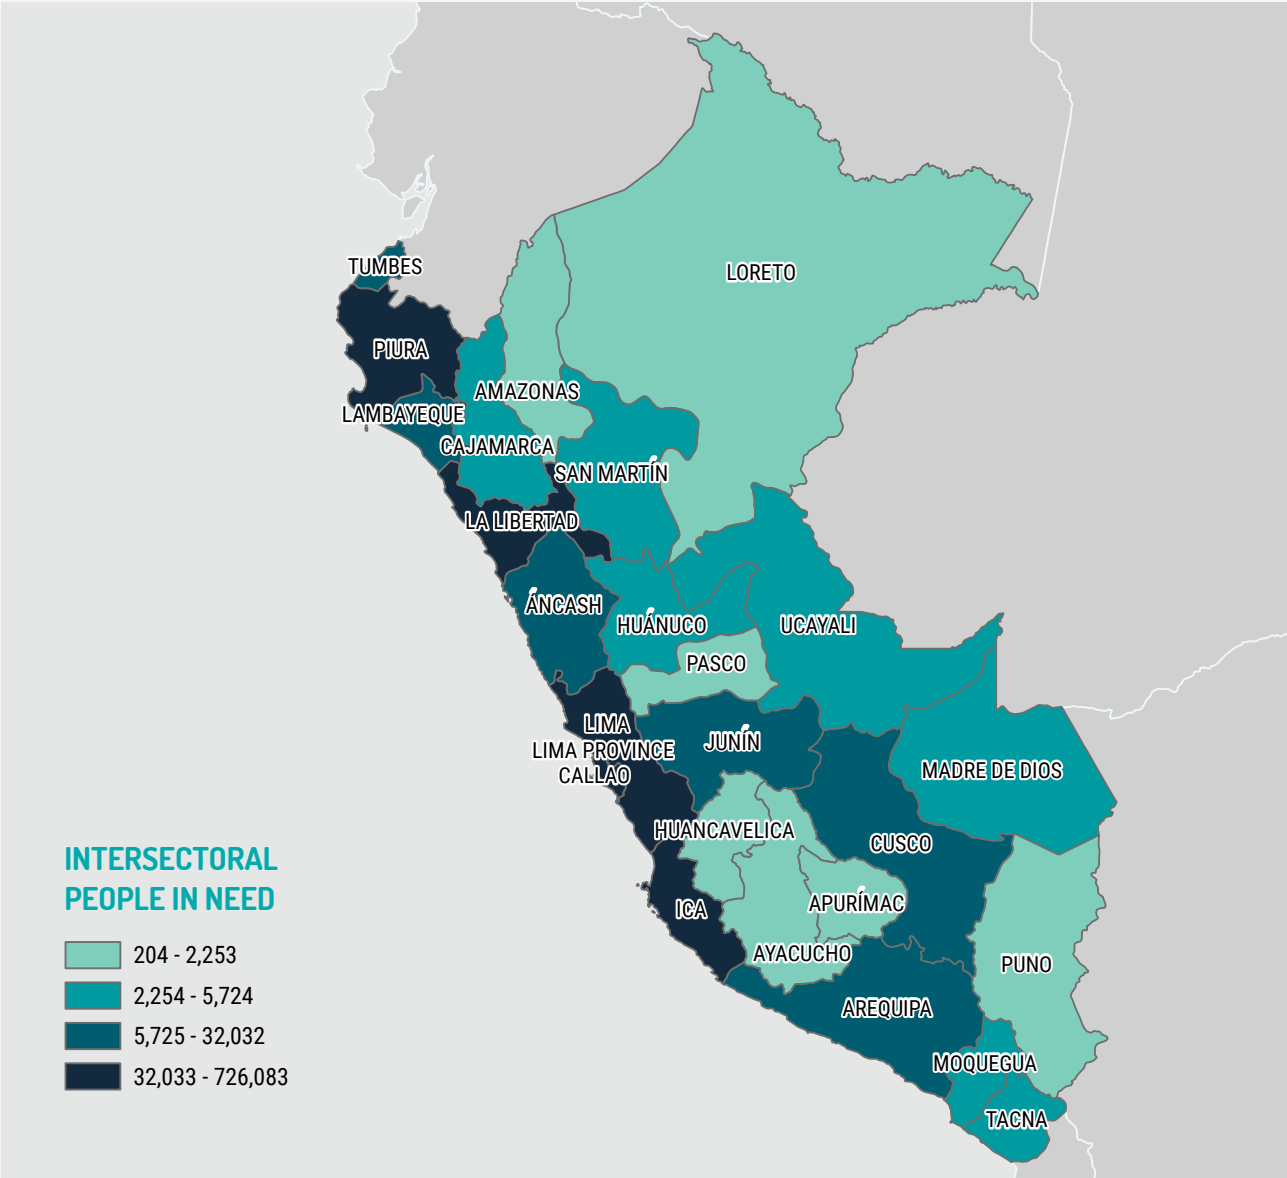 LORETO
TUMBES
PIURA
AMAZONAS
LAMBAYEQUE
CAJAMARCA
SAN MARTÍN
LA LIBERTAD
ÁNCASH
HUÁNUCO
UCAYALI
PASCO
LIMA
JUNÍN
LIMA PROVINCE
CALLAO
MADRE DE DIOS
HUANCAVELICA
CUSCO
APURÍMAC
ICA
AYACUCHO
PUNO
AREQUIPA
MOQUEGUA
TACNA
INTERSECTORAL
PEOPLE IN NEED
204 - 2,253
2,254 - 5,724
5,725 - 32,032
32,033 - 726,083